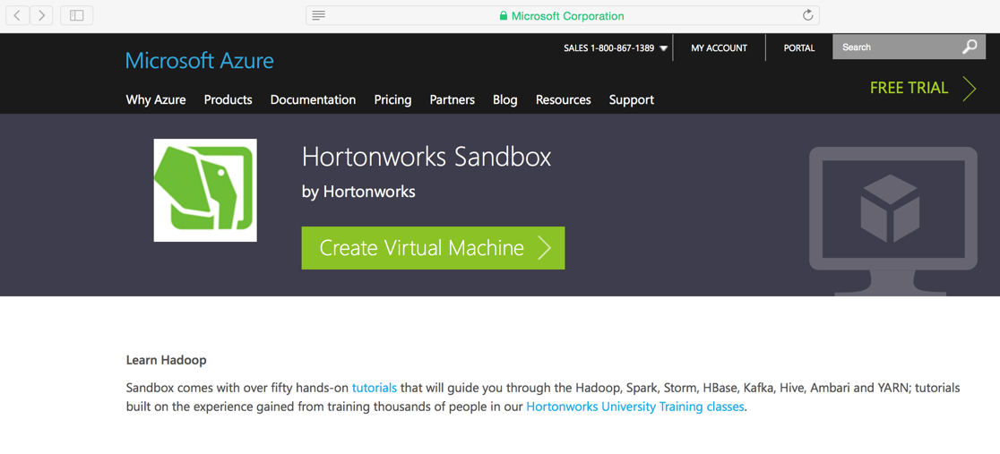 Microsoft Corporation
SALES 1-800-867-1389
MY ACCOUNT
PORTAL
Search
Microsoft Azure
FREE TRIAL
Why Azure Products Documentation Pricing Partners Blog Resources Support
Hortonworks Sandbox
by Hortonworks
Create Virtual Machine
Learn Hadoop
Sandbox comes with over fifty hands-on tutorials that will guide you through the Hadoop, Spark, Storm, HBase, Kafka, Hive, Ambari and YARN; tutorials
built on the experience gained from training thousands of people in our Hortonworks University Training classes.